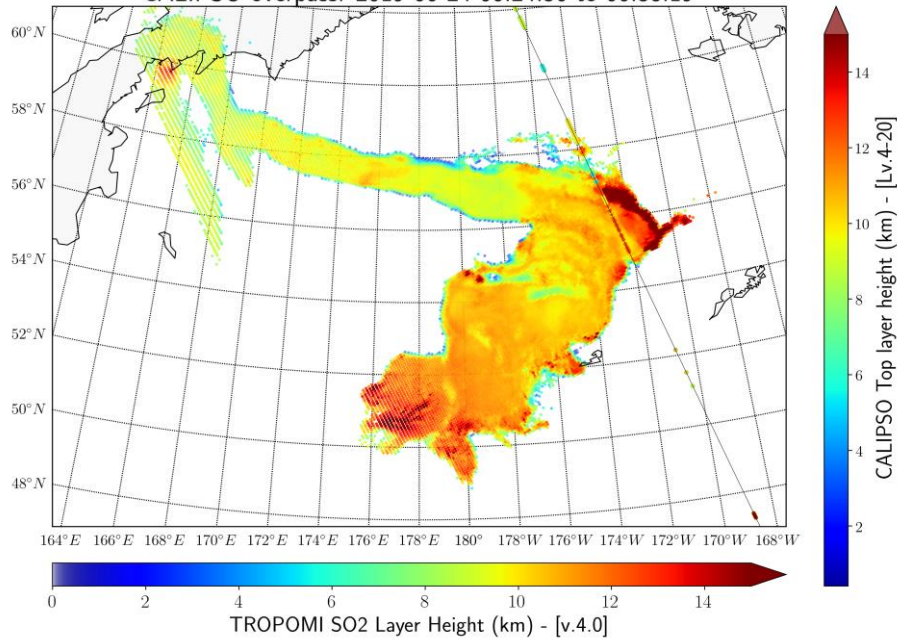 60°N
58°N
56°N
54°N
52°N
50°N
48°N
164°E 166°E 168°E 170°E 172°E 174°E 176°E 178°E 180° 178°W 176°W 174°W 172°W 170°W 168°W
0 2 4 6 8 10 12 14
TROPOMI SO2 Layer Height (km) - [v.4.0]
14
12
10
8
6
4
2
CALIPSO Top layer height (km) - [Lv.4-20]